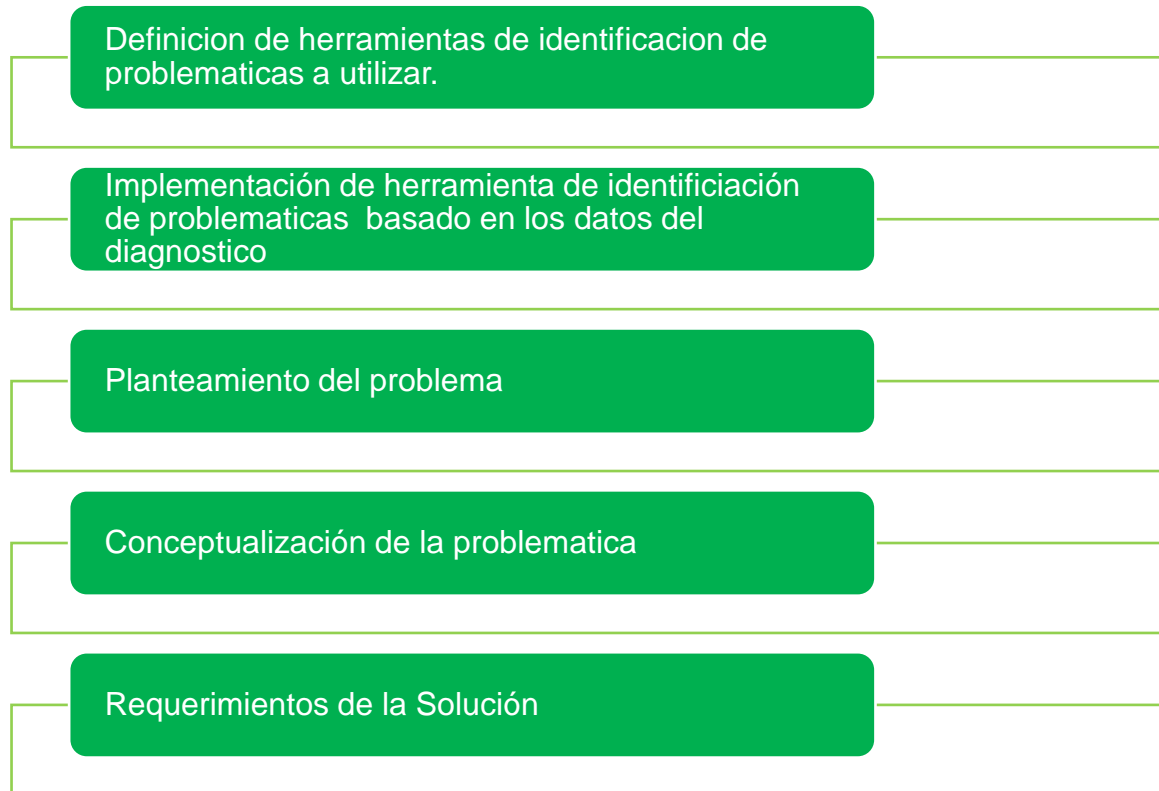 Definicion de herramientas de identificacion de
problematicas a utilizar.
Implementación de herramienta de identificiación
de problematicas  basado en los datos del
diagnostico
Planteamiento del problema
Conceptualización de la problematica
Requerimientos de la Solución